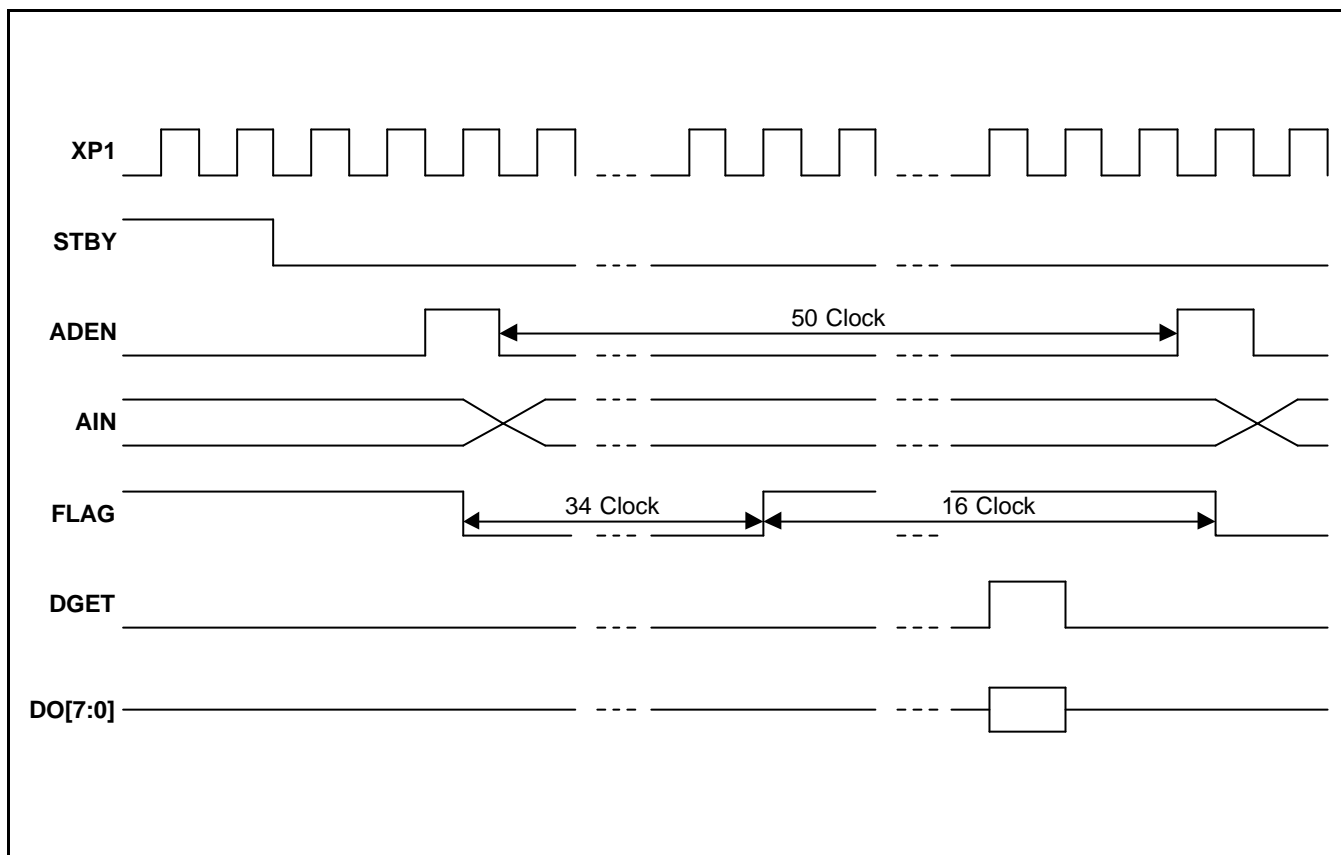 XP1
STBY
ADEN
50 Clock
AIN
FLAG
34 Clock
16 Clock
DGET
DO[7:0]